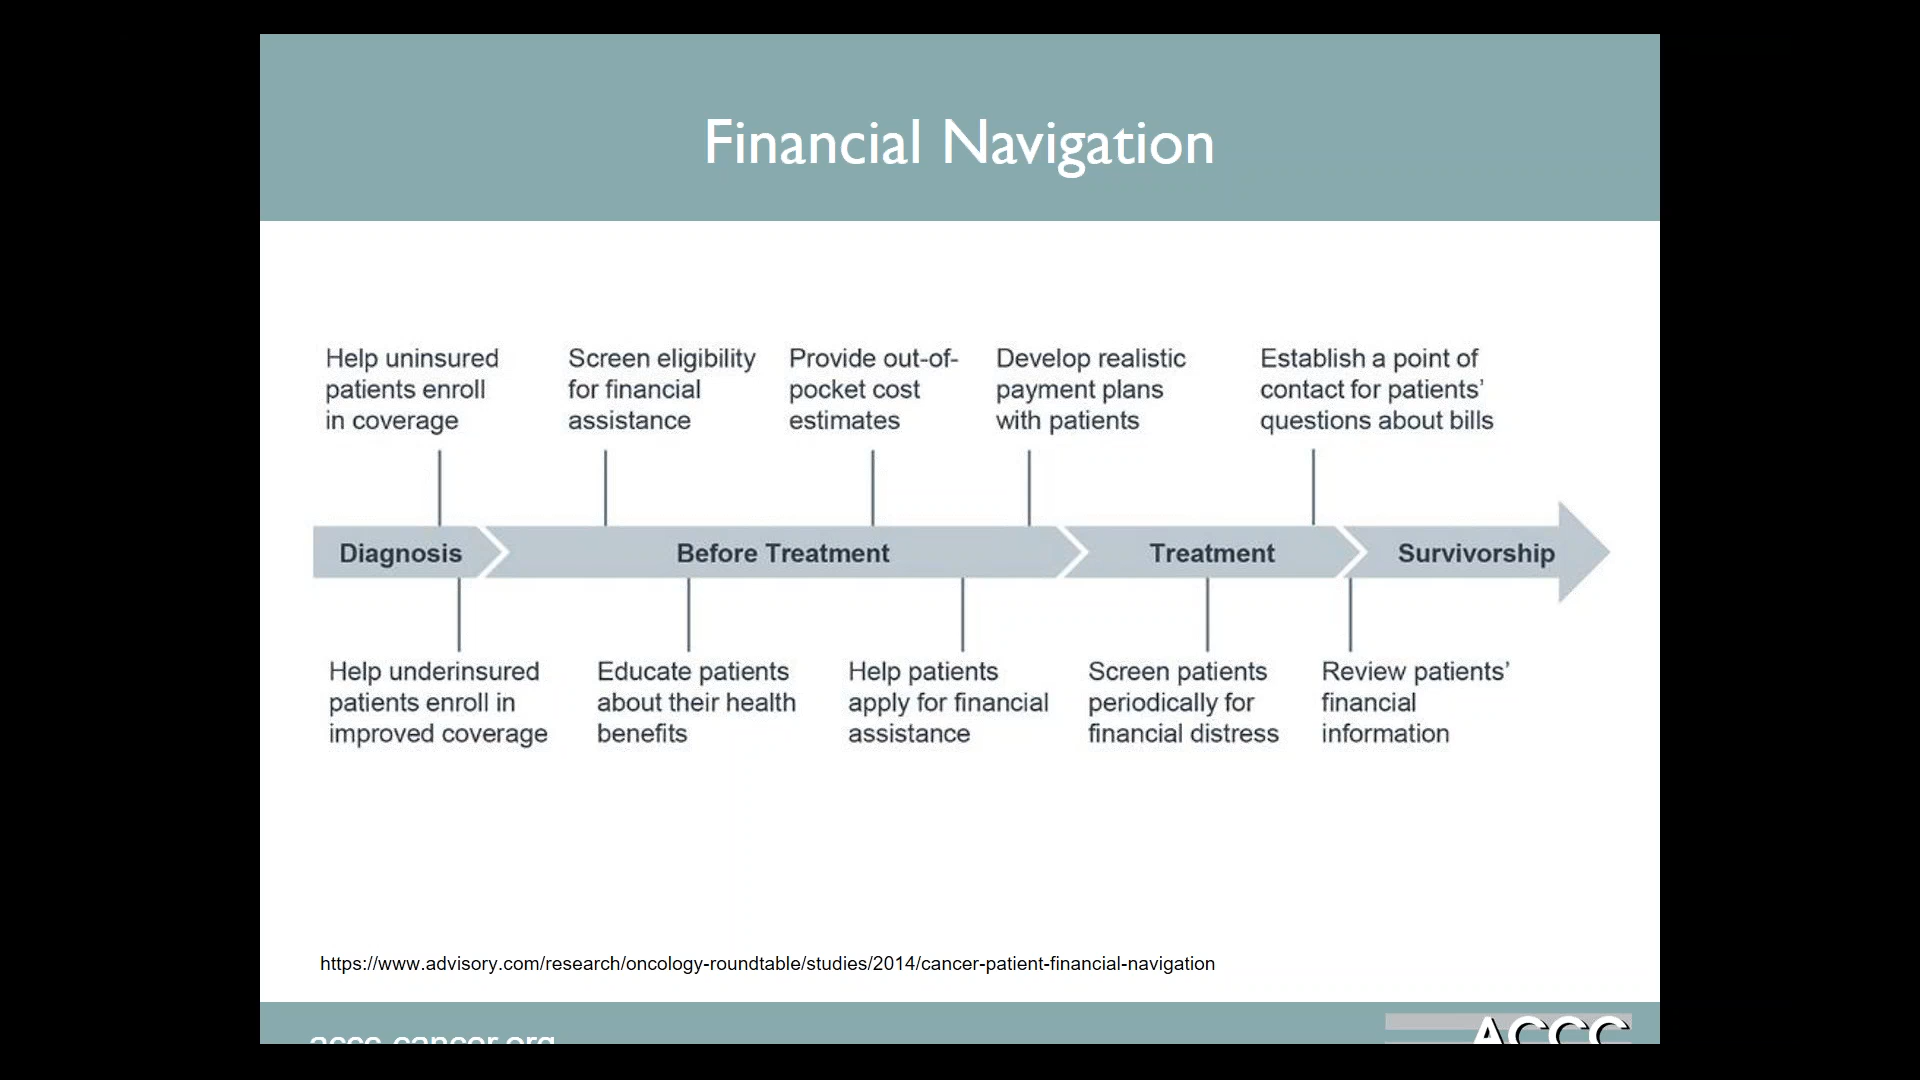 Financial Navigation
Help uninsured
patients enroll
in coverage
Screen eligibility
for financial
assistance
Provide out-of-
pocket cost
estimates
Develop realistic
payment plans
with patients
Establish a point of
contact for patients’
questions about bills
Diagnosis
Before Treatment
Treatment
Survivorship
Help underinsured
patients enroll in
improved coverage
Educate patients
about their health
benefits
Help patients
apply for financial
assistance
Screen patients
periodically for
financial distress
Review patients’
financial
information
https://www.advisory.com/research/oncology-roundtable/studies/2014/cancer-patient-financial-navigation
accc-cancer.org
ACCC